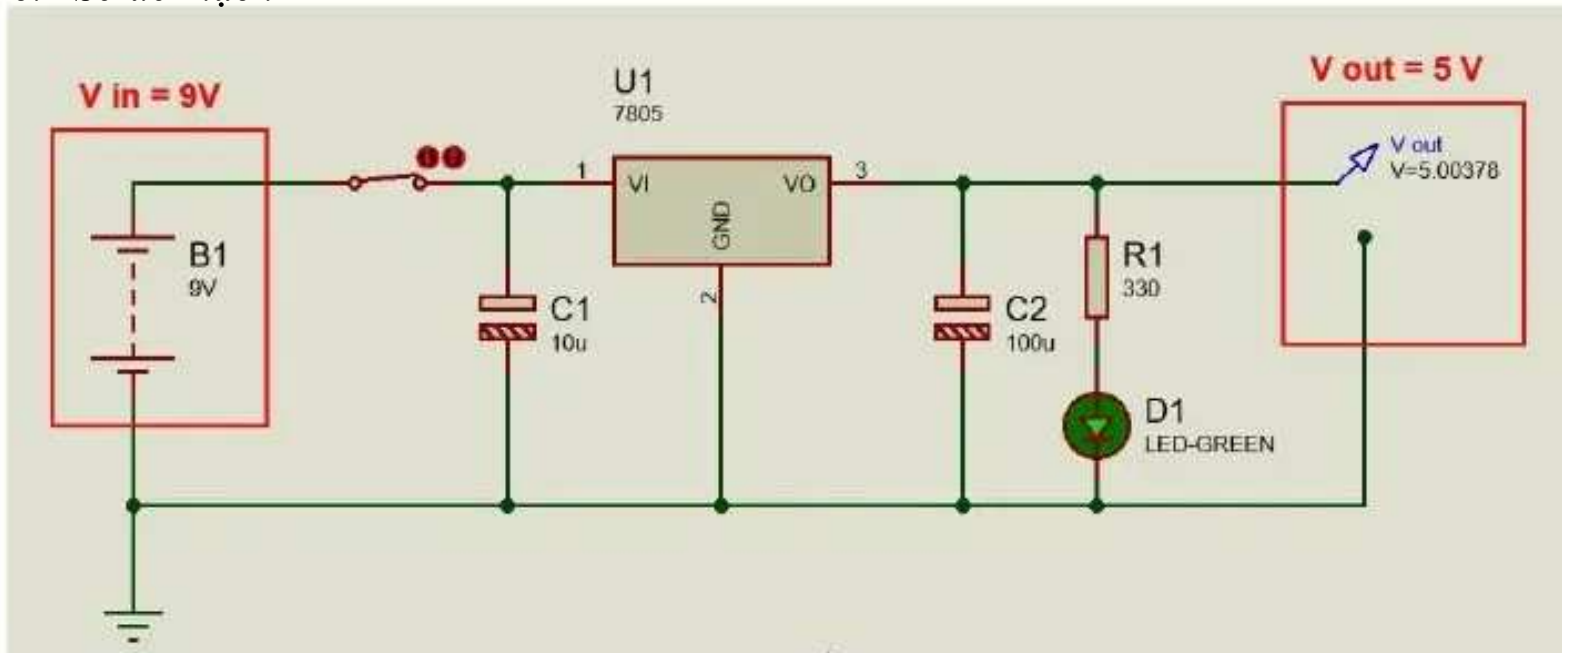 V in = 9V
B1
9V
U1
7805
1
VI
VO
3
GND
2
C1
10u
C2
100u
R1
330
D1
LED-GREEN
V out = 5 V
V out
V=5.00378